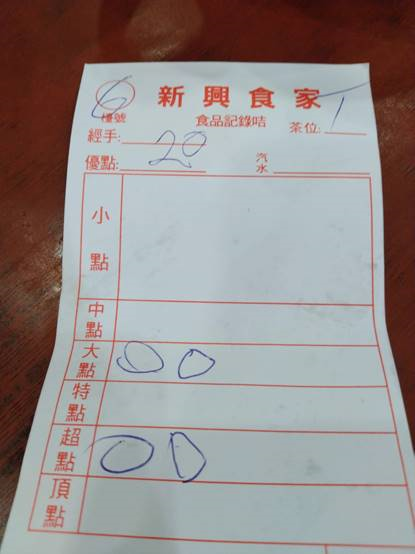 6 新興食家
檯號 食品記錄咭 茶位: 1
經手: 20
優點: 汽水
小點
中點
大點 O O
特點
超點 O O
頂點